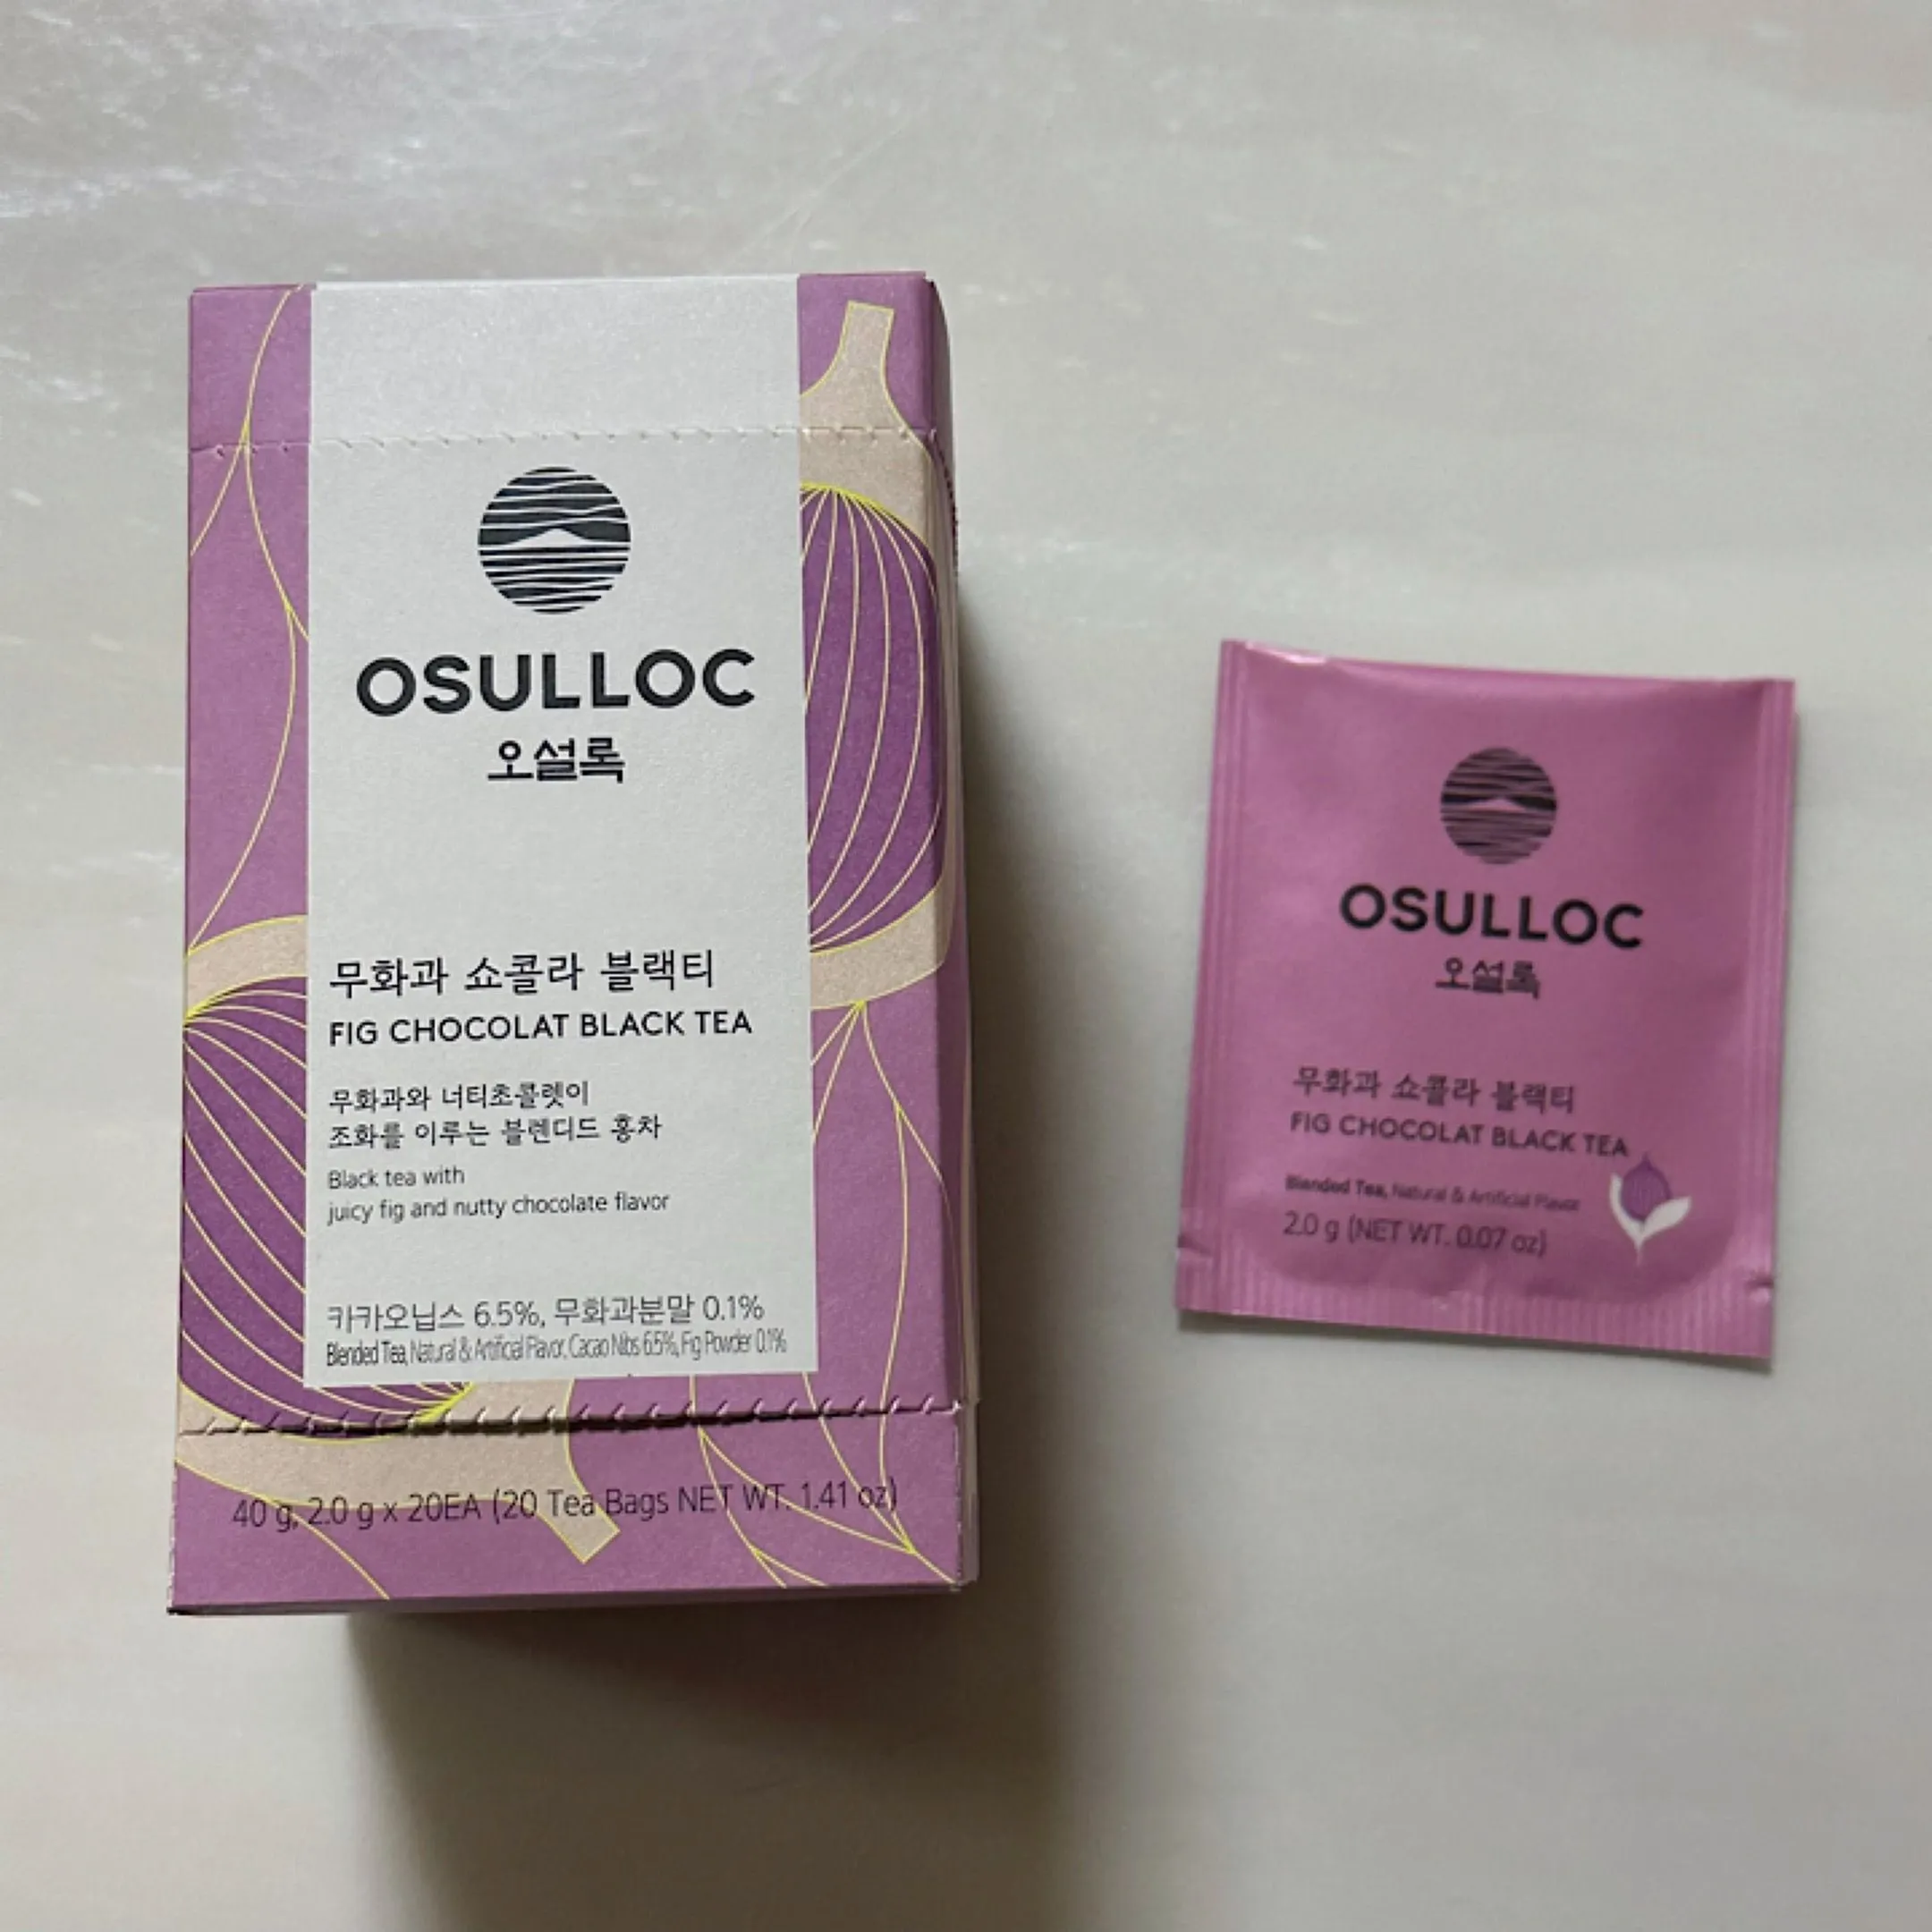 OSULLOC
오설록
무화과 쇼콜라 블랙티
FIG CHOCOLAT BLACK TEA
무화과와 너티초콜렛이
조화를 이루는 블렌디드 홍차
Black tea with
juicy fig and nutty chocolate flavor
카카오닙스 6.5%, 무화과분말 0.1%
Blended Tea, Natural & Artificial Flavor, Cacao Nibs 6.5%, Fig Powder 0.1%
40 g, 2.0 g x 20EA (20 Tea Bags NET WT. 1.41 oz)
OSULLOC
오설록
무화과 쇼콜라 블랙티
FIG CHOCOLAT BLACK TEA
Blended Tea, Natural & Artificial Flavor
2.0 g (NET WT. 0.07 oz)